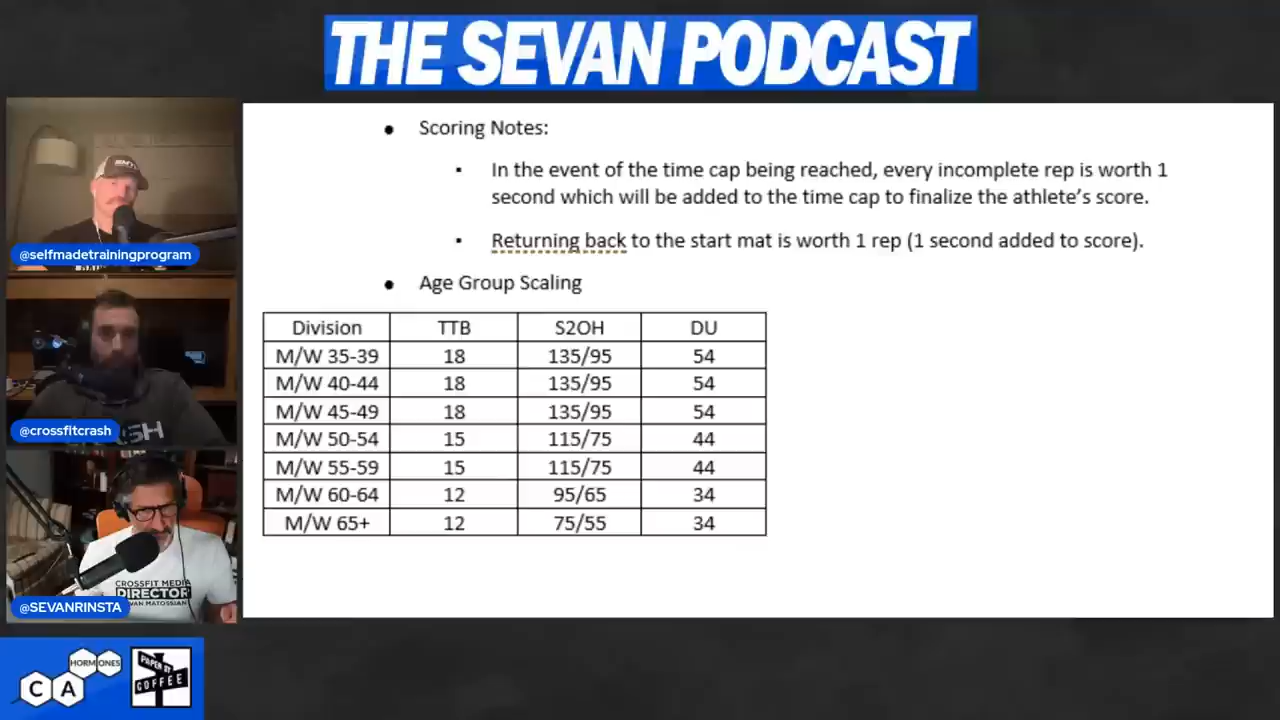 THE SEVAN PODCAST
• Scoring Notes:
▪ In the event of the time cap being reached, every incomplete rep is worth 1
second which will be added to the time cap to finalize the athlete's score.
▪ Returning back to the start mat is worth 1 rep (1 second added to score).
• Age Group Scaling
Division TTB S2OH DU
M/W 35-39 18 135/95 54
M/W 40-44 18 135/95 54
M/W 45-49 18 135/95 54
M/W 50-54 15 115/75 44
M/W 55-59 15 115/75 44
M/W 60-64 12 95/65 34
M/W 65+ 12 75/55 34
@selfmadetrainingprogram
@crossfitcrash
CROSSFIT MEDIA
DIRECTOR
MATOSSIAN
@SEVANRINSTA
CA HORMONES
PAPER ST
COFFEE